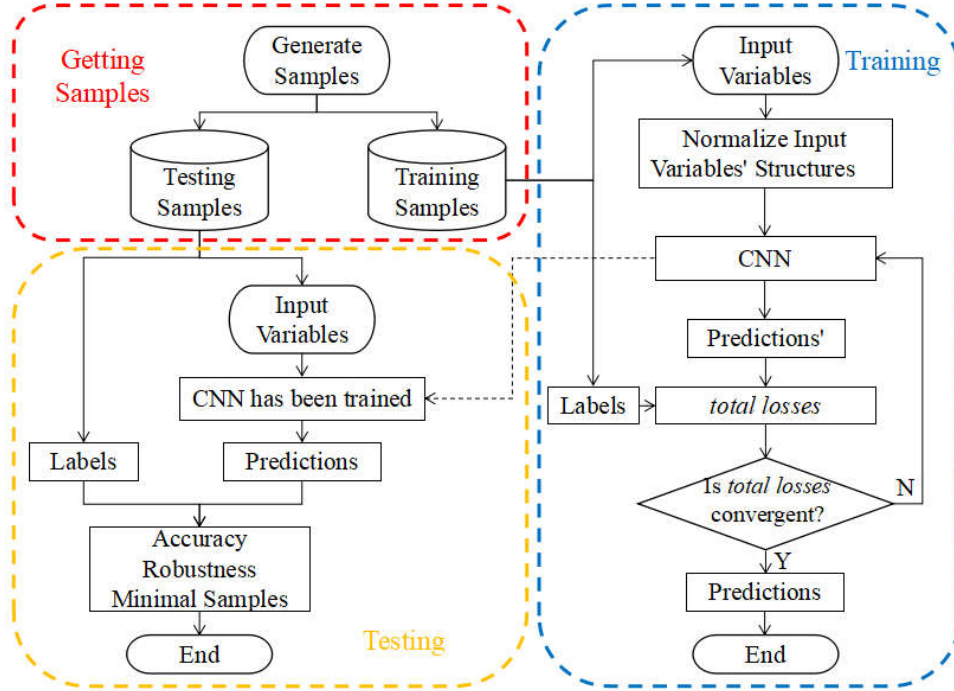 Getting
Samples
Generate
Samples
Testing
Samples
Training
Samples
Training
Input
Variables
Normalize Input
Variables' Structures
CNN
Predictions'
Labels
total losses
Is total losses
convergent?
N
Y
Predictions
End
Input
Variables
CNN has been trained
Labels
Predictions
Accuracy
Robustness
Minimal Samples
End
Testing